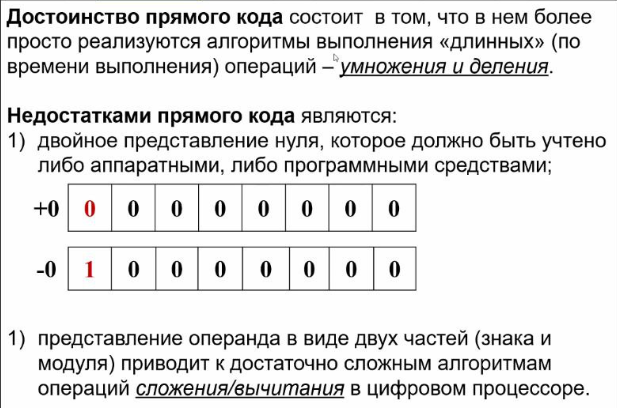 Достоинство прямого кода состоит в том, что в нем более
просто реализуются алгоритмы выполнения «длинных» (по
времени выполнения) операций – умножения и деления.
Недостатками прямого кода являются:
1) двойное представление нуля, которое должно быть учтено
либо аппаратными, либо программными средствами;
+0 0 0 0 0 0 0 0 0
-0 1 0 0 0 0 0 0 0
1) представление операнда в виде двух частей (знака и
модуля) приводит к достаточно сложным алгоритмам
операций сложения/вычитания в цифровом процессоре.